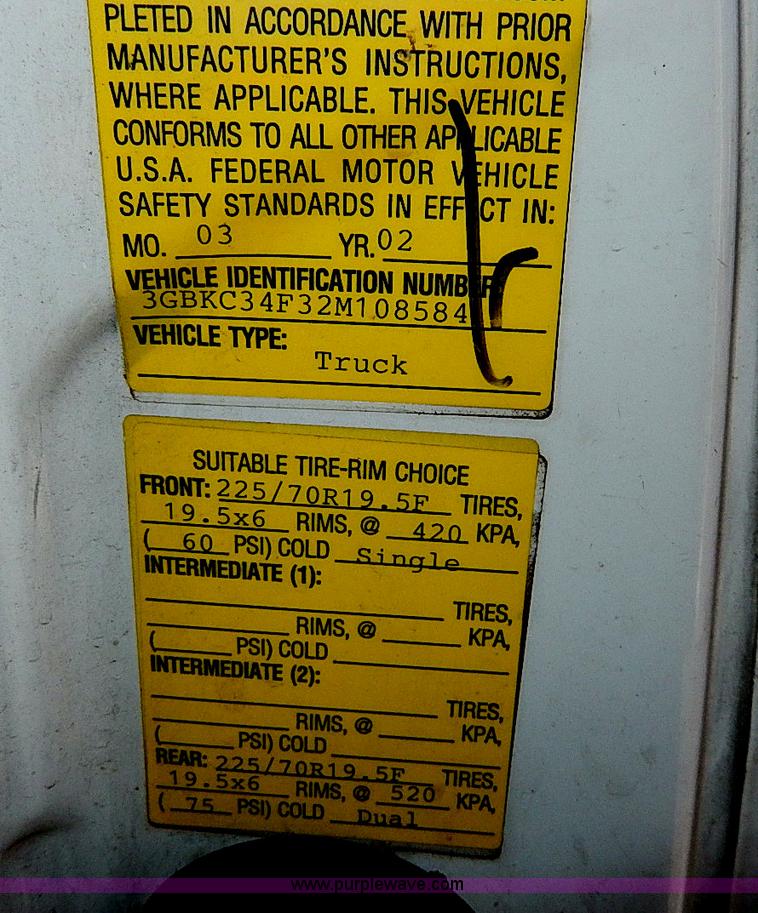 PLETED IN ACCORDANCE WITH PRIOR
MANUFACTURER'S INSTRUCTIONS,
WHERE APPLICABLE. THIS VEHICLE
CONFORMS TO ALL OTHER APPLICABLE
U.S.A. FEDERAL MOTOR VEHICLE
SAFETY STANDARDS IN EFFECT IN:
MO. 03 YR. 02
VEHICLE IDENTIFICATION NUMBER
3GBKC34F32M108584
VEHICLE TYPE:
Truck
SUITABLE TIRE-RIM CHOICE
FRONT: 225/70R19.5F TIRES,
19.5x6 RIMS, @ 420 KPA,
( 60 PSI) COLD Single
INTERMEDIATE (1):
TIRES,
RIMS, @ KPA,
( PSI) COLD
INTERMEDIATE (2):
TIRES,
RIMS, @ KPA,
( PSI) COLD
REAR: 225/70R19.5F TIRES,
19.5x6 RIMS, @ 520 KPA,
( 75 PSI) COLD Dual
www.purplewave.com